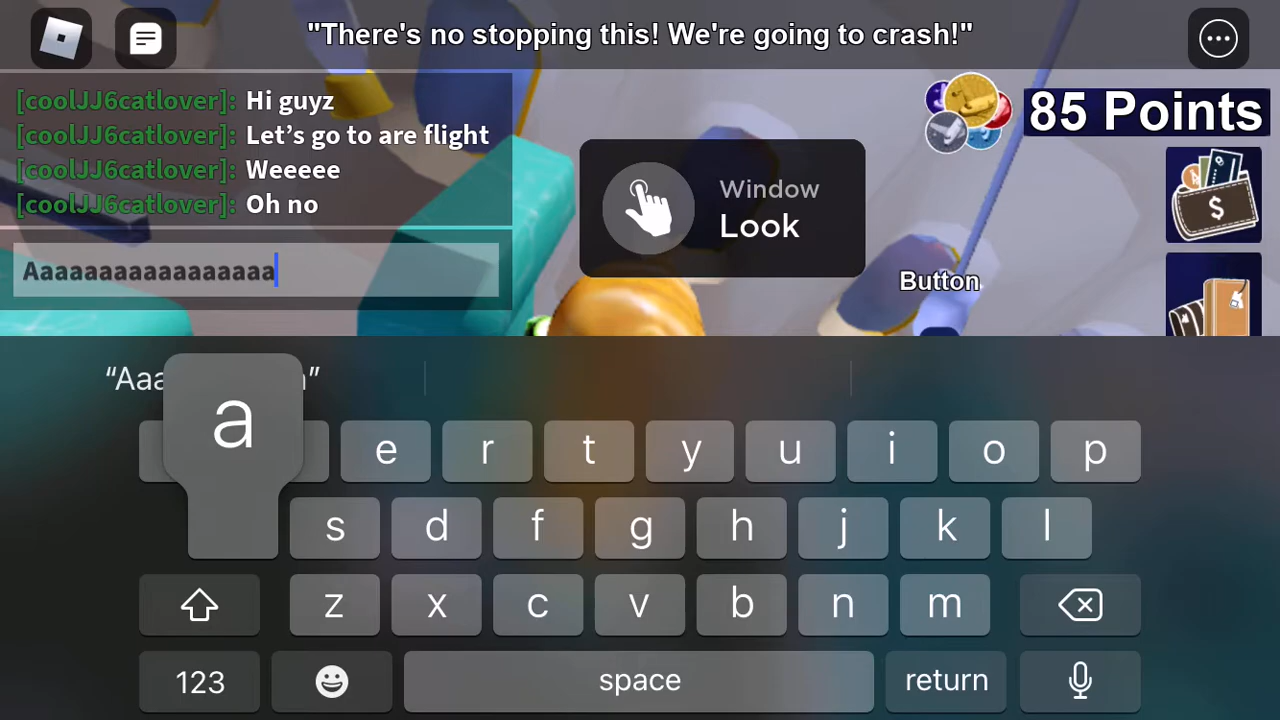 "There's no stopping this! We're going to crash!"
[coolJJ6catlover]: Hi guyz
[coolJJ6catlover]: Let’s go to are flight
[coolJJ6catlover]: Weeeee
[coolJJ6catlover]: Oh no
Aaaaaaaaaaaaaaaaa
85 Points
Window
Look
Button
a
e r t y u i o p
s d f g h j k l
z x c v b n m
123 space return